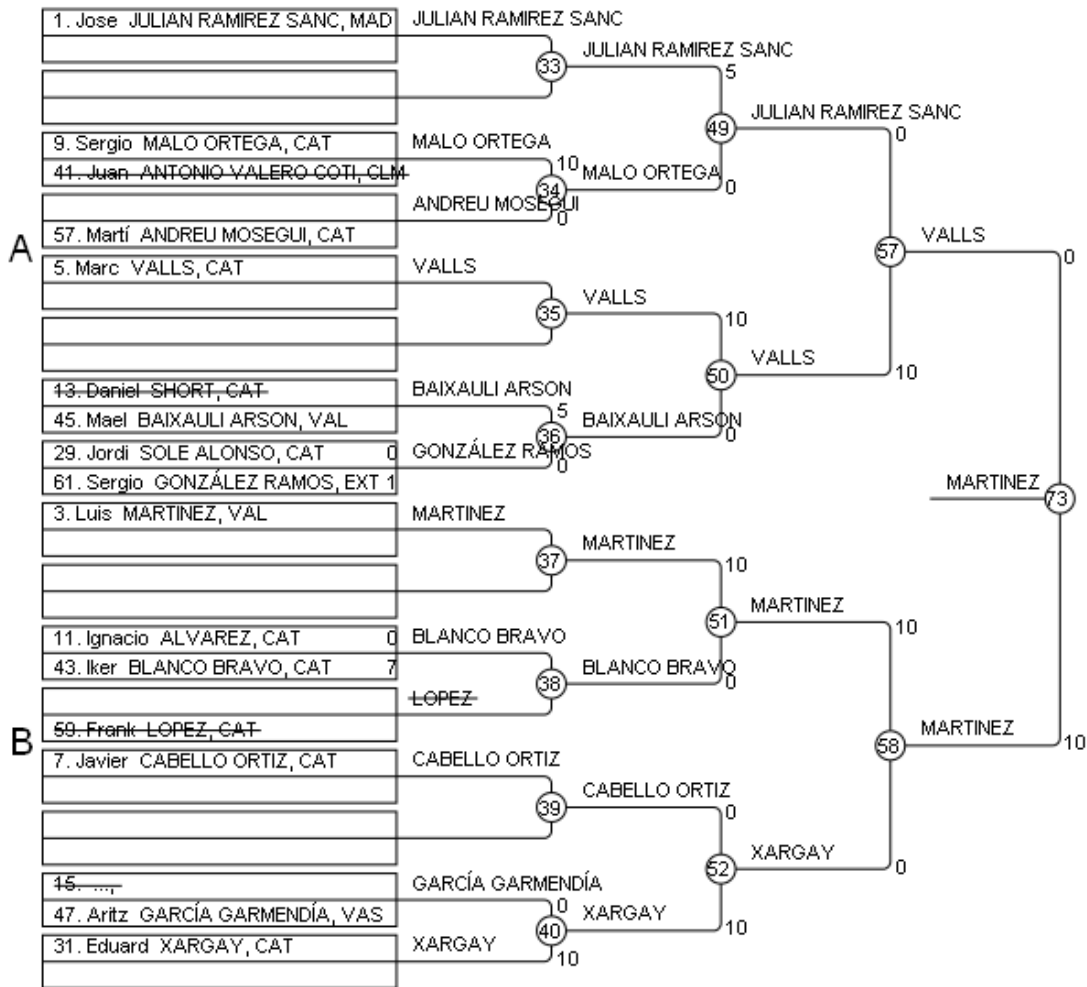 1. Jose JULIAN RAMIREZ SANC, MAD JULIAN RAMIREZ SANC
33 JULIAN RAMIREZ SANC
5
9. Sergio MALO ORTEGA, CAT MALO ORTEGA 49 JULIAN RAMIREZ SANC 0
41. Juan ANTONIO VALERO COTI, CLM 10 34 MALO ORTEGA 0
ANDREU MOSEGUI 0
57. Martí ANDREU MOSEGUI, CAT
A 57 VALLS 0
5. Marc VALLS, CAT VALLS
35 VALLS 10
50 VALLS 10
13. Daniel SHORT, CAT BAIXAULI ARSON
45. Mael BAIXAULI ARSON, VAL 5 36 BAIXAULI ARSON 0
29. Jordi SOLE ALONSO, CAT 0 GONZÁLEZ RAMOS 0
61. Sergio GONZÁLEZ RAMOS, EXT 1
MARTINEZ 73
3. Luis MARTINEZ, VAL MARTINEZ
37 MARTINEZ 10
51 MARTINEZ 10
11. Ignacio ALVAREZ, CAT 0 BLANCO BRAVO
43. Iker BLANCO BRAVO, CAT 7 38 BLANCO BRAVO 0
LOPEZ
59. Frank LOPEZ, CAT
B 58 MARTINEZ 10
7. Javier CABELLO ORTIZ, CAT CABELLO ORTIZ
39 CABELLO ORTIZ 0
52 XARGAY 0
15. ..., GARCÍA GARMENDÍA
47. Aritz GARCÍA GARMENDÍA, VAS 0 40 XARGAY 10
31. Eduard XARGAY, CAT XARGAY 10